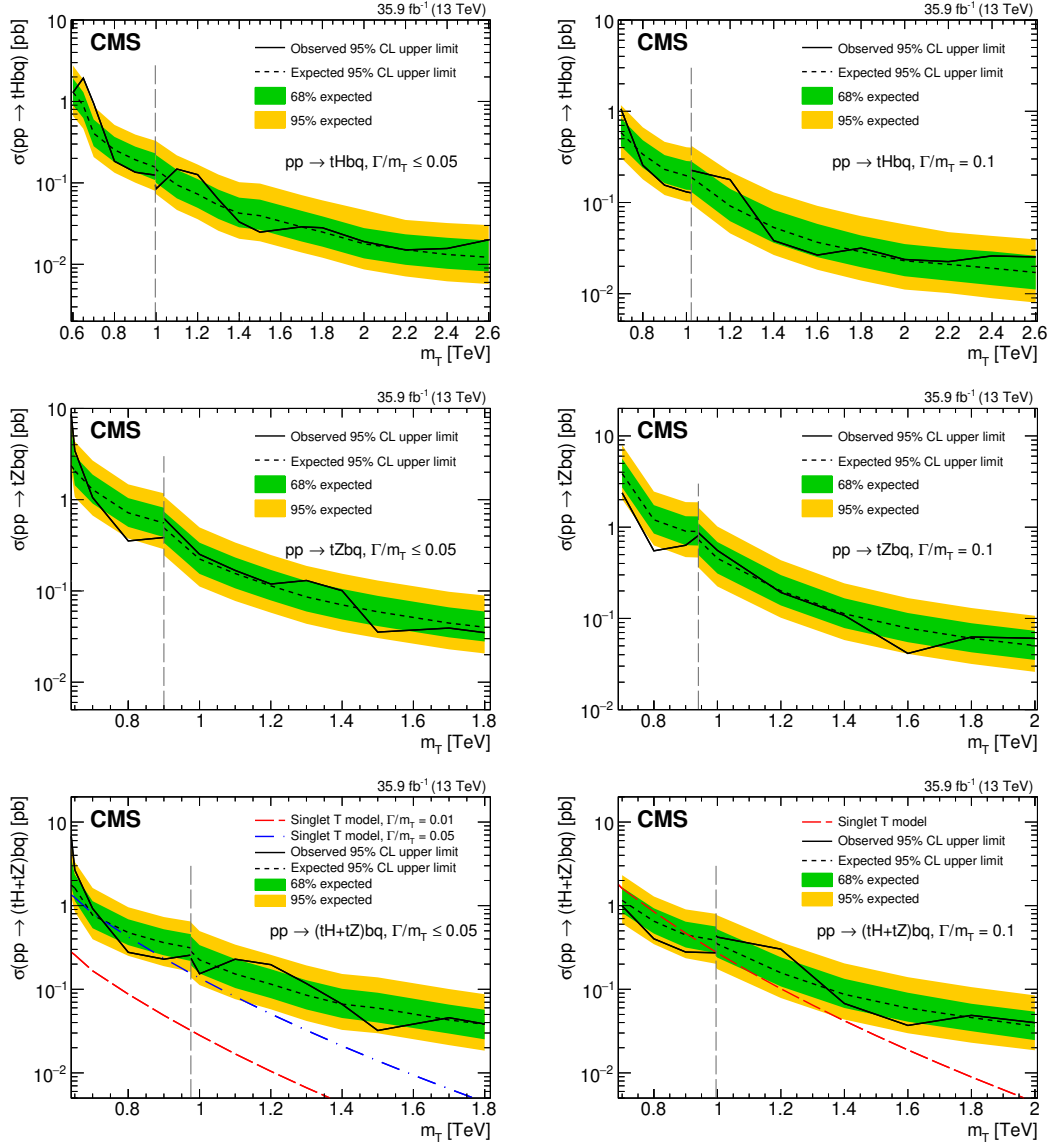 35.9 fb⁻¹ (13 TeV)
CMS
Observed 95% CL upper limit
Expected 95% CL upper limit
68% expected
95% expected
pp → tHbq, Γ/m_T ≤ 0.05
σ(pp → tHbq) [pb]
10
1
10⁻¹
10⁻²
0.6 0.8 1 1.2 1.4 1.6 1.8 2 2.2 2.4 2.6
m_T [TeV]
35.9 fb⁻¹ (13 TeV)
CMS
Observed 95% CL upper limit
Expected 95% CL upper limit
68% expected
95% expected
pp → tHbq, Γ/m_T = 0.1
σ(pp → tHbq) [pb]
10
1
10⁻¹
10⁻²
0.8 1 1.2 1.4 1.6 1.8 2 2.2 2.4 2.6
m_T [TeV]
35.9 fb⁻¹ (13 TeV)
CMS
Observed 95% CL upper limit
Expected 95% CL upper limit
68% expected
95% expected
pp → tZbq, Γ/m_T ≤ 0.05
σ(pp → tZbq) [pb]
10
1
10⁻¹
10⁻²
0.8 1 1.2 1.4 1.6 1.8
m_T [TeV]
35.9 fb⁻¹ (13 TeV)
CMS
Observed 95% CL upper limit
Expected 95% CL upper limit
68% expected
95% expected
pp → tZbq, Γ/m_T = 0.1
σ(pp → tZbq) [pb]
10
1
10⁻¹
10⁻²
0.8 1 1.2 1.4 1.6 1.8 2
m_T [TeV]
35.9 fb⁻¹ (13 TeV)
CMS
Singlet T model, Γ/m_T = 0.01
Singlet T model, Γ/m_T = 0.05
Observed 95% CL upper limit
Expected 95% CL upper limit
68% expected
95% expected
pp → (tH+tZ)bq, Γ/m_T ≤ 0.05
σ(pp → (tH+tZ)bq) [pb]
10
1
10⁻¹
10⁻²
0.8 1 1.2 1.4 1.6 1.8
m_T [TeV]
35.9 fb⁻¹ (13 TeV)
CMS
Singlet T model
Observed 95% CL upper limit
Expected 95% CL upper limit
68% expected
95% expected
pp → (tH+tZ)bq, Γ/m_T = 0.1
σ(pp → (tH+tZ)bq) [pb]
10
1
10⁻¹
10⁻²
0.8 1 1.2 1.4 1.6 1.8 2
m_T [TeV]